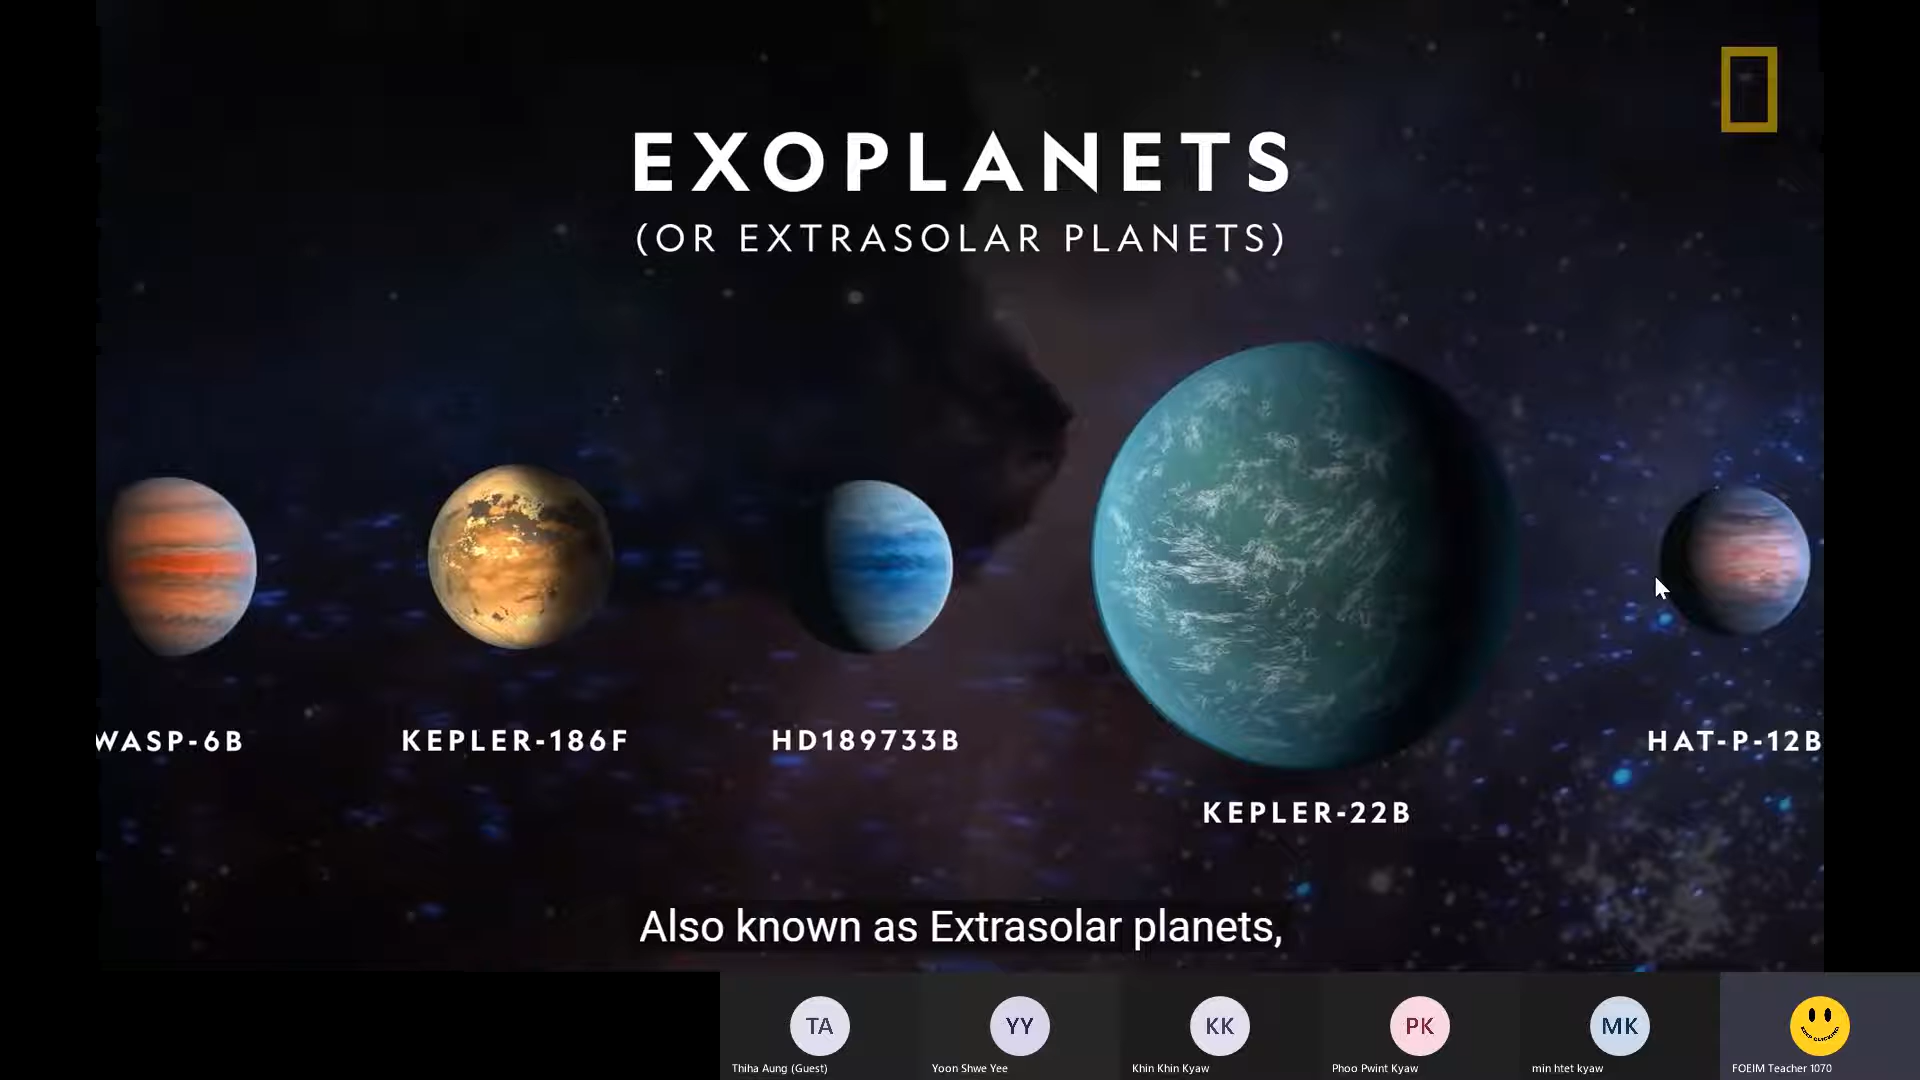 EXOPLANETS
(OR EXTRASOLAR PLANETS)
WASP-6B
KEPLER-186F
HD189733B
HAT-P-12B
KEPLER-22B
Also known as Extrasolar planets,
TA
YY
KK
PK
MK
Thiha Aung (Guest)
Yoon Shwe Yee
Khin Khin Kyaw
Phoo Pwint Kyaw
min htet kyaw
FOEIM Teacher 1070